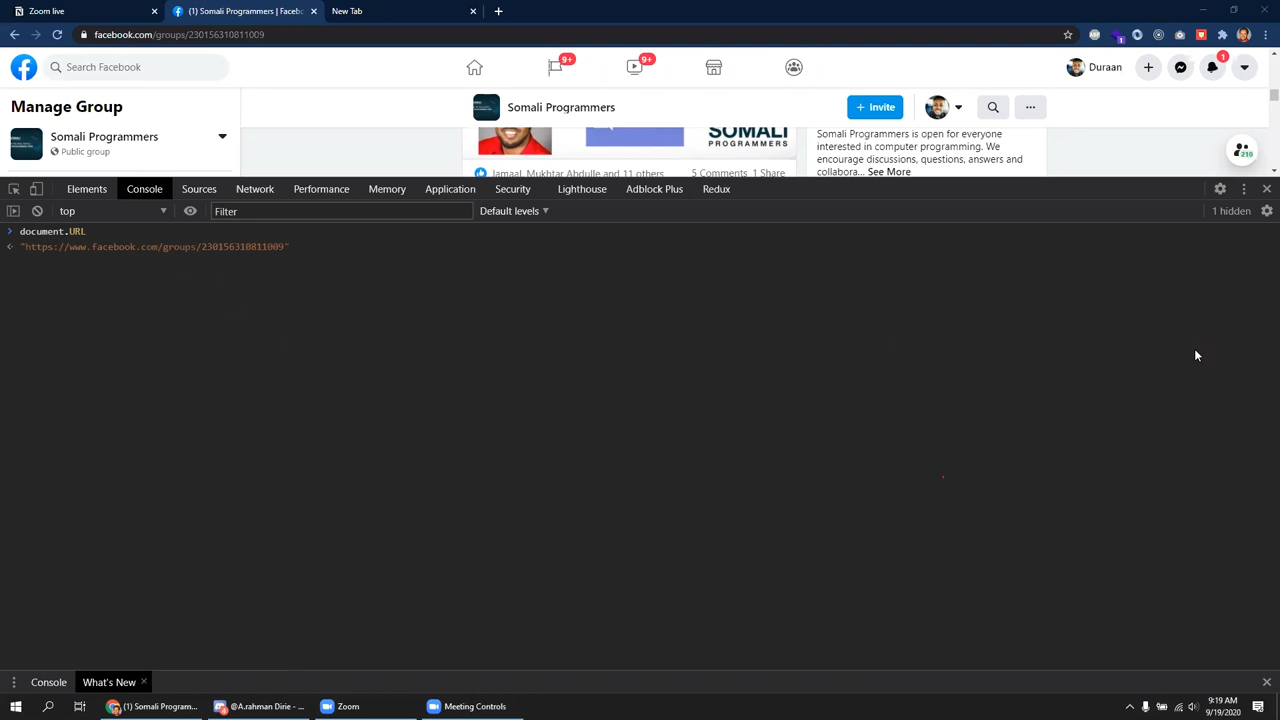 Zoom live
(1) Somali Programmers | Facebo
New Tab
facebook.com/groups/230156310811009
Search Facebook
9+
9+
Duraan
1
Manage Group
Somali Programmers
Public group
Somali Programmers
Invite
SOMALI
PROGRAMMERS
Jamaal, Mukhtar Abdulle and 11 others
5 Comments 1 Share
Somali Programmers is open for everyone
interested in computer programming. We
encourage discussions, questions, answers and
collabora... See More
210
Elements Console Sources Network Performance Memory Application Security Lighthouse Adblock Plus Redux
top Filter Default levels 1 hidden
document.URL
"https://www.facebook.com/groups/230156310811009"
Console What's New
(1) Somali Program... @A.rahman Dirie - ... Zoom Meeting Controls
9:19 AM
9/19/2020